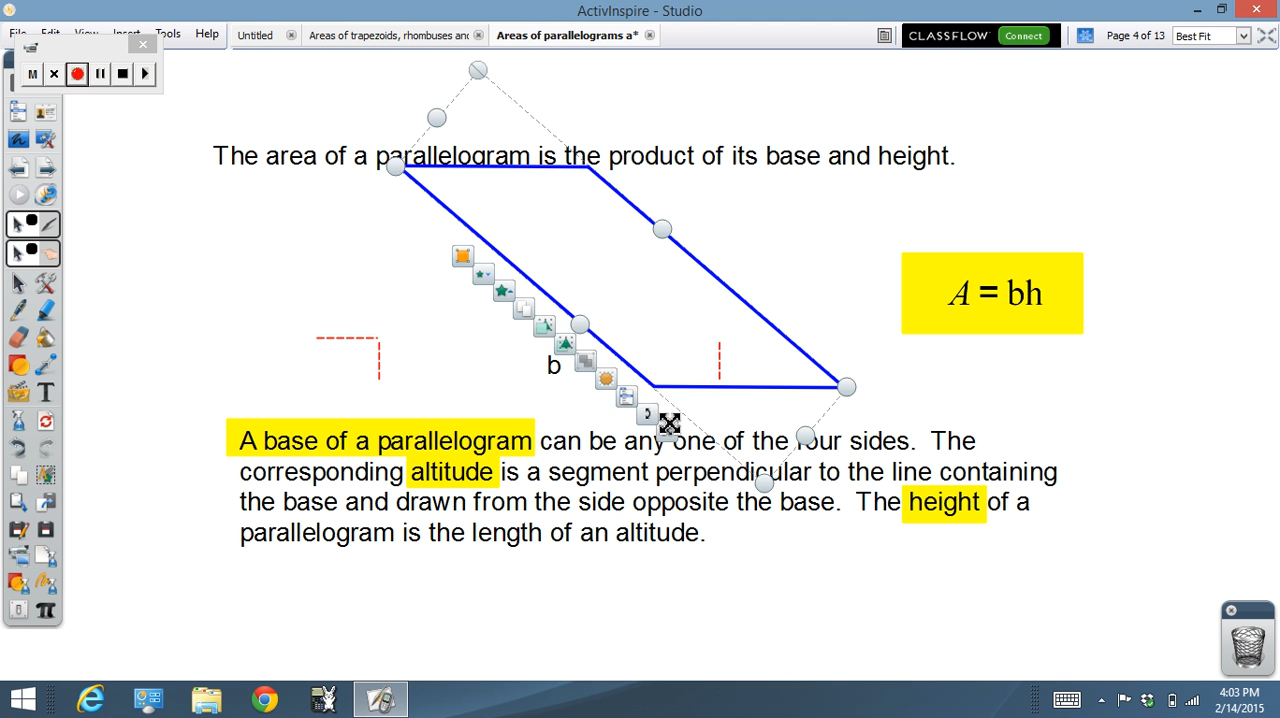 ActivInspire - Studio
File Edit View Insert Tools Help
Untitled
Areas of trapezoids, rhombuses and
Areas of parallelograms a*
CLASSFLOW Connect
Page 4 of 13
Best Fit
M
The area of a parallelogram is the product of its base and height.
A = bh
b
A base of a parallelogram can be any one of the four sides. The
corresponding altitude is a segment perpendicular to the line containing
the base and drawn from the side opposite the base. The height of a
parallelogram is the length of an altitude.
T
4:03 PM
2/14/2015